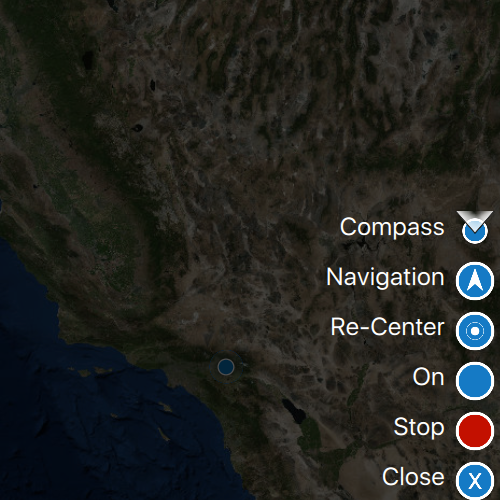 Compass
Navigation
Re-Center
On
Stop
Close
X